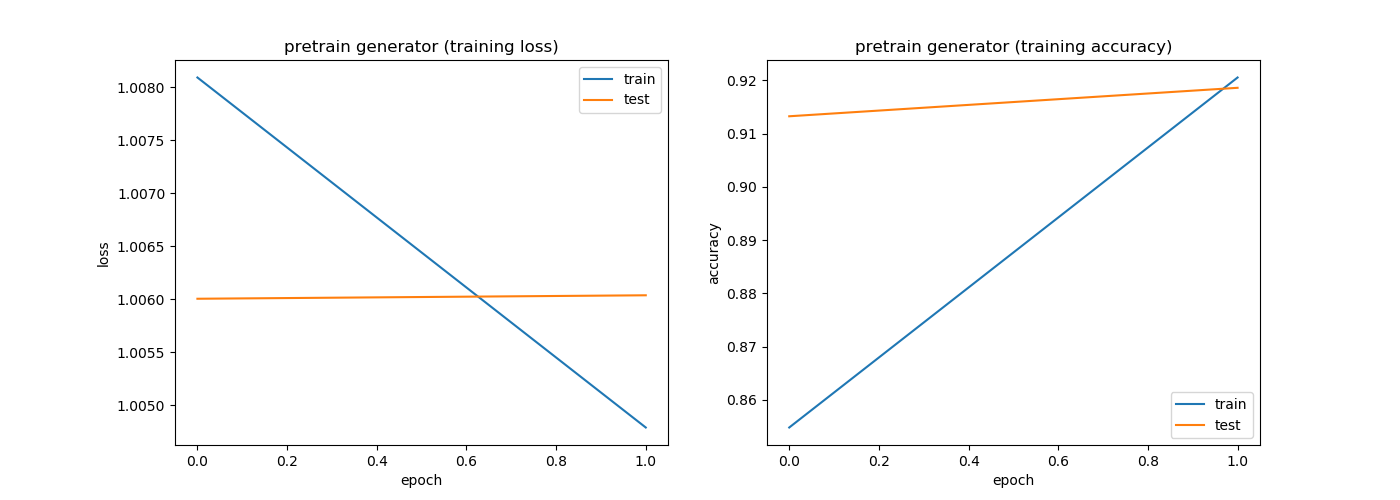 pretrain generator (training loss)
train
test
1.0080
1.0075
1.0070
1.0065
1.0060
1.0055
1.0050
loss
0.0 0.2 0.4 0.6 0.8 1.0
epoch
pretrain generator (training accuracy)
0.92
0.91
0.90
0.89
0.88
0.87
0.86
accuracy
train
test
0.0 0.2 0.4 0.6 0.8 1.0
epoch